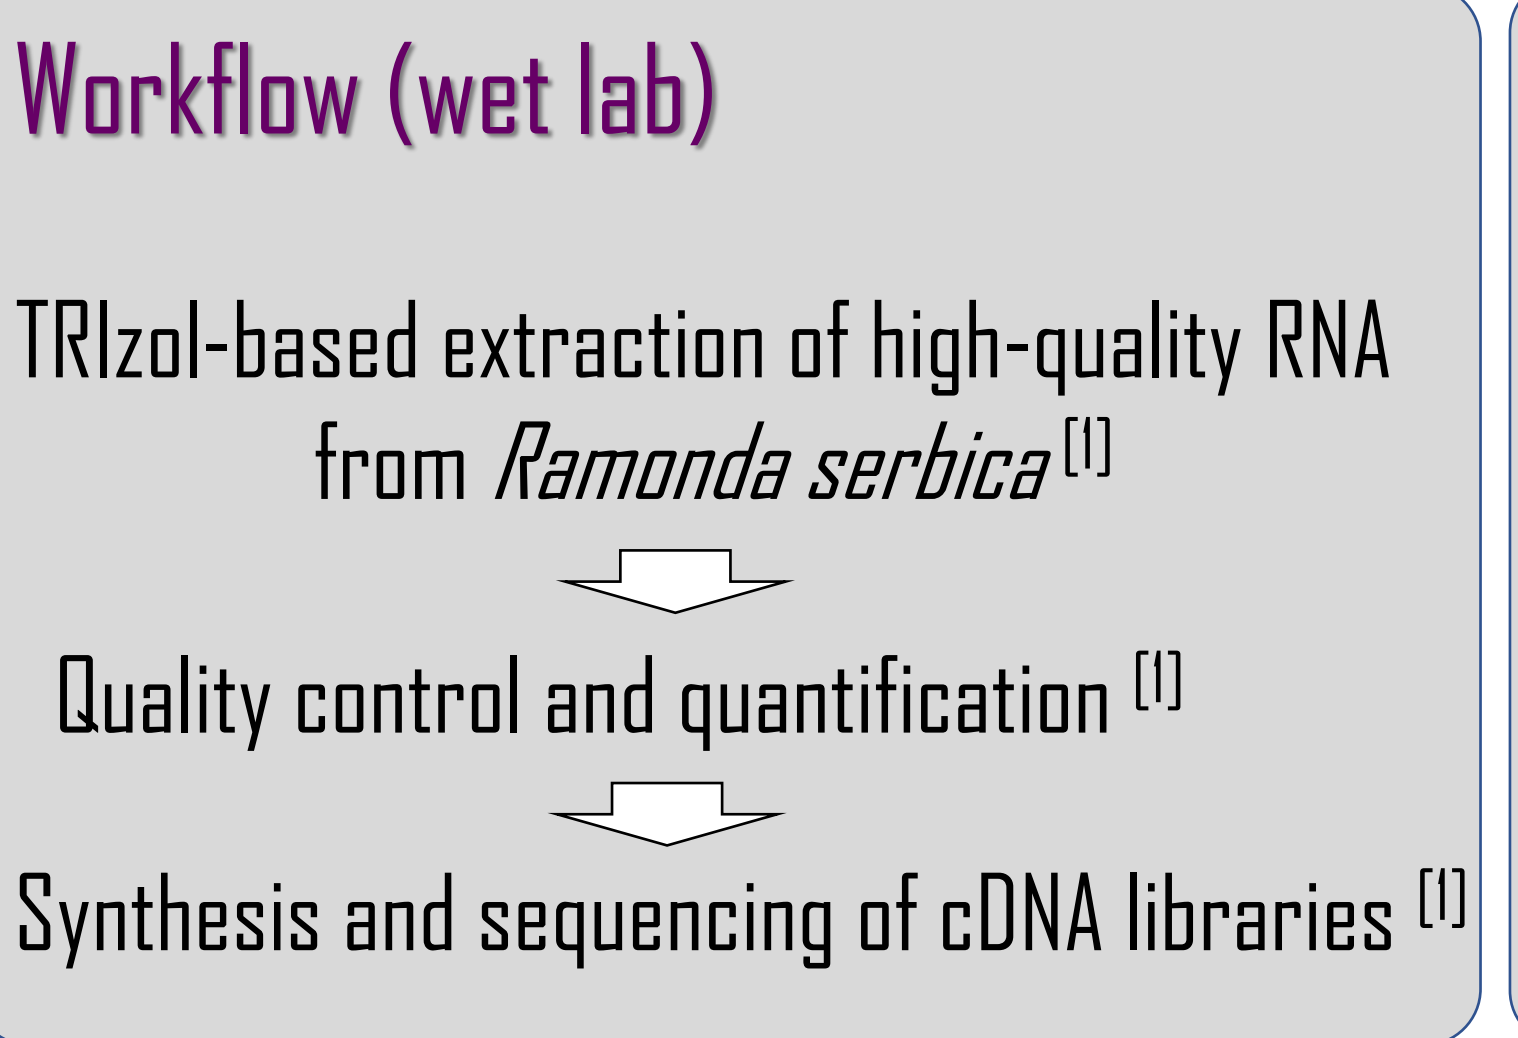 Workflow (wet lab)
TRIzol-based extraction of high-quality RNA
from Ramonda serbica [1]
Quality control and quantification [1]
Synthesis and sequencing of cDNA libraries [1]